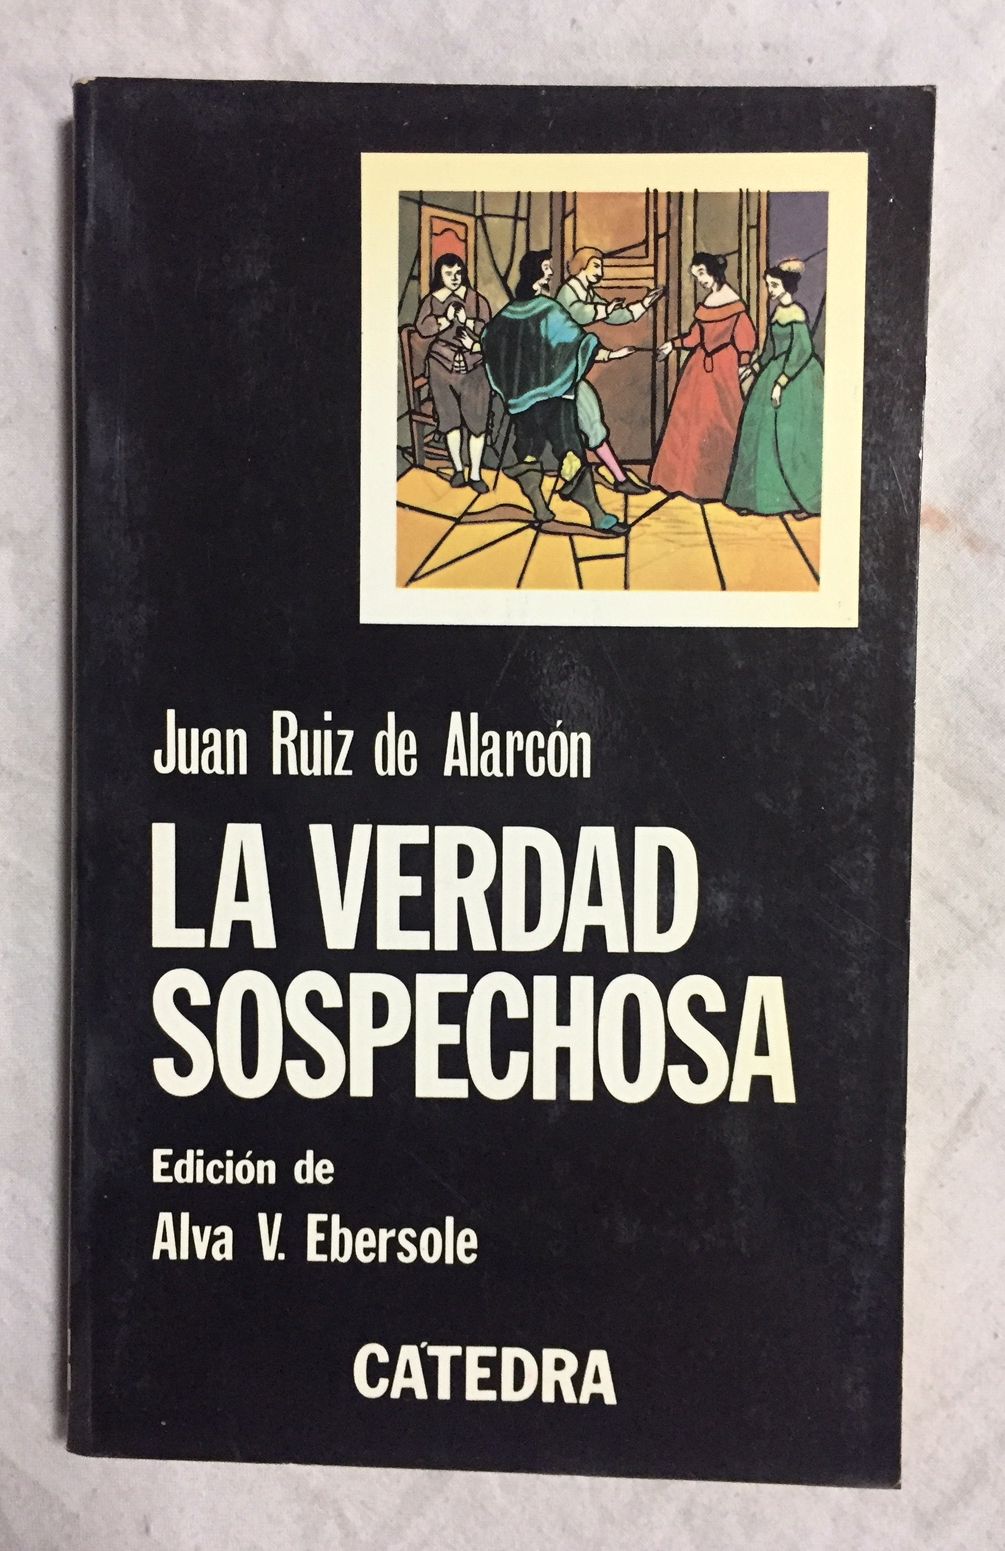 Juan Ruiz de Alarcón
LA VERDAD
SOSPECHOSA
Edición de
Alva V. Ebersole
CÁTEDRA